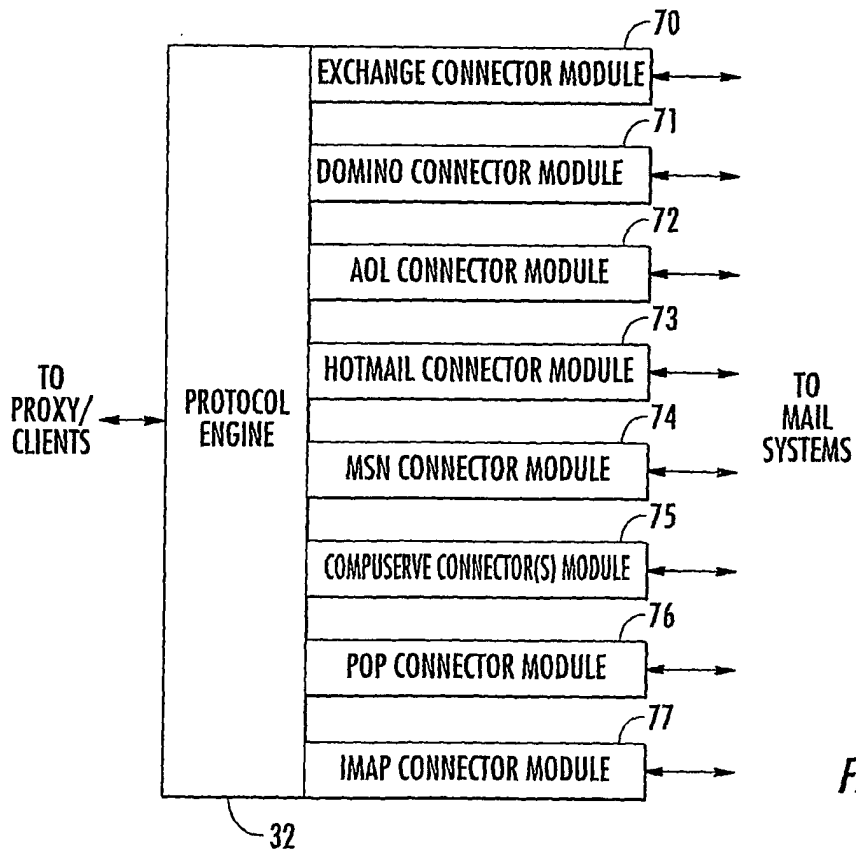 70
EXCHANGE CONNECTOR MODULE
71
DOMINO CONNECTOR MODULE
72
AOL CONNECTOR MODULE
73
HOTMAIL CONNECTOR MODULE
TO
PROXY/
CLIENTS
PROTOCOL
ENGINE
TO
MAIL
SYSTEMS
74
MSN CONNECTOR MODULE
75
COMPUSERVE CONNECTOR(S) MODULE
76
POP CONNECTOR MODULE
77
IMAP CONNECTOR MODULE
32